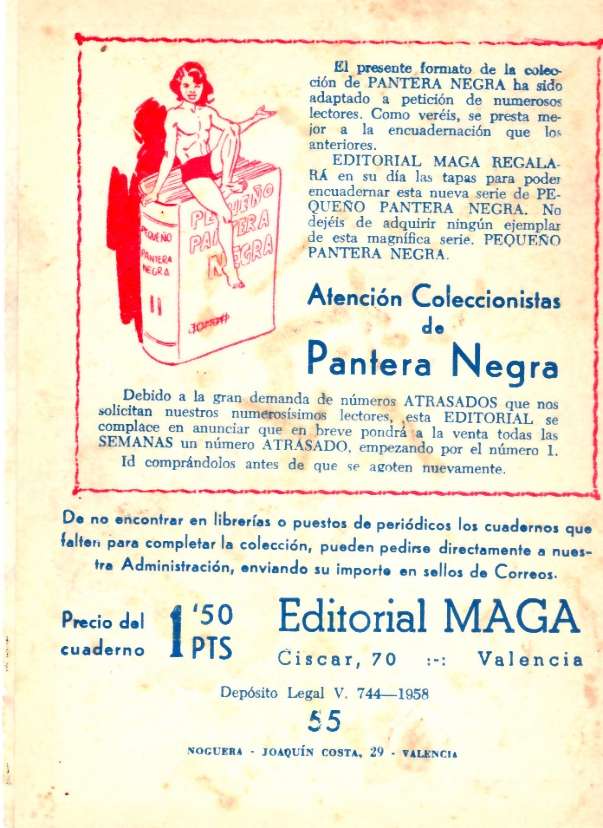 El presente formato de la colec-
ción de PANTERA NEGRA ha sido
adaptado a petición de numerosos
lectores. Como veréis, se presta me-
jor a la encuadernación que los
anteriores.
EDITORIAL MAGA REGALA-
RÁ en su día las tapas para poder
encuadernar esta nueva serie de PE-
QUEÑO PANTERA NEGRA. No
dejéis de adquirir ningún ejemplar
de esta magnífica serie. PEQUEÑO
PANTERA NEGRA.
PEQUEÑO
PANTERA
NEGRA
PEQUEÑO
PANTERA
NEGRA
II
Atención Coleccionistas
de
Pantera Negra
Debido a la gran demanda de números ATRASADOS que nos
solicitan nuestros numerosísimos lectores, esta EDITORIAL se
complace en anunciar que en breve pondrá a la venta todas las
SEMANAS un número ATRASADO, empezando por el número 1.
Id comprándolos antes de que se agoten nuevamente.
De no encontrar en librerías o puestos de periódicos los cuadernos que
falten para completar la colección, pueden pedirse directamente a nues-
tra Administración, enviando su importe en sellos de Correos.
Precio del
cuaderno
1'50
PTS
Editorial MAGA
Ciscar, 70 :-: Valencia
Depósito Legal V. 744—1958
55
NOGUERA - JOAQUÍN COSTA, 29 - VALENCIA